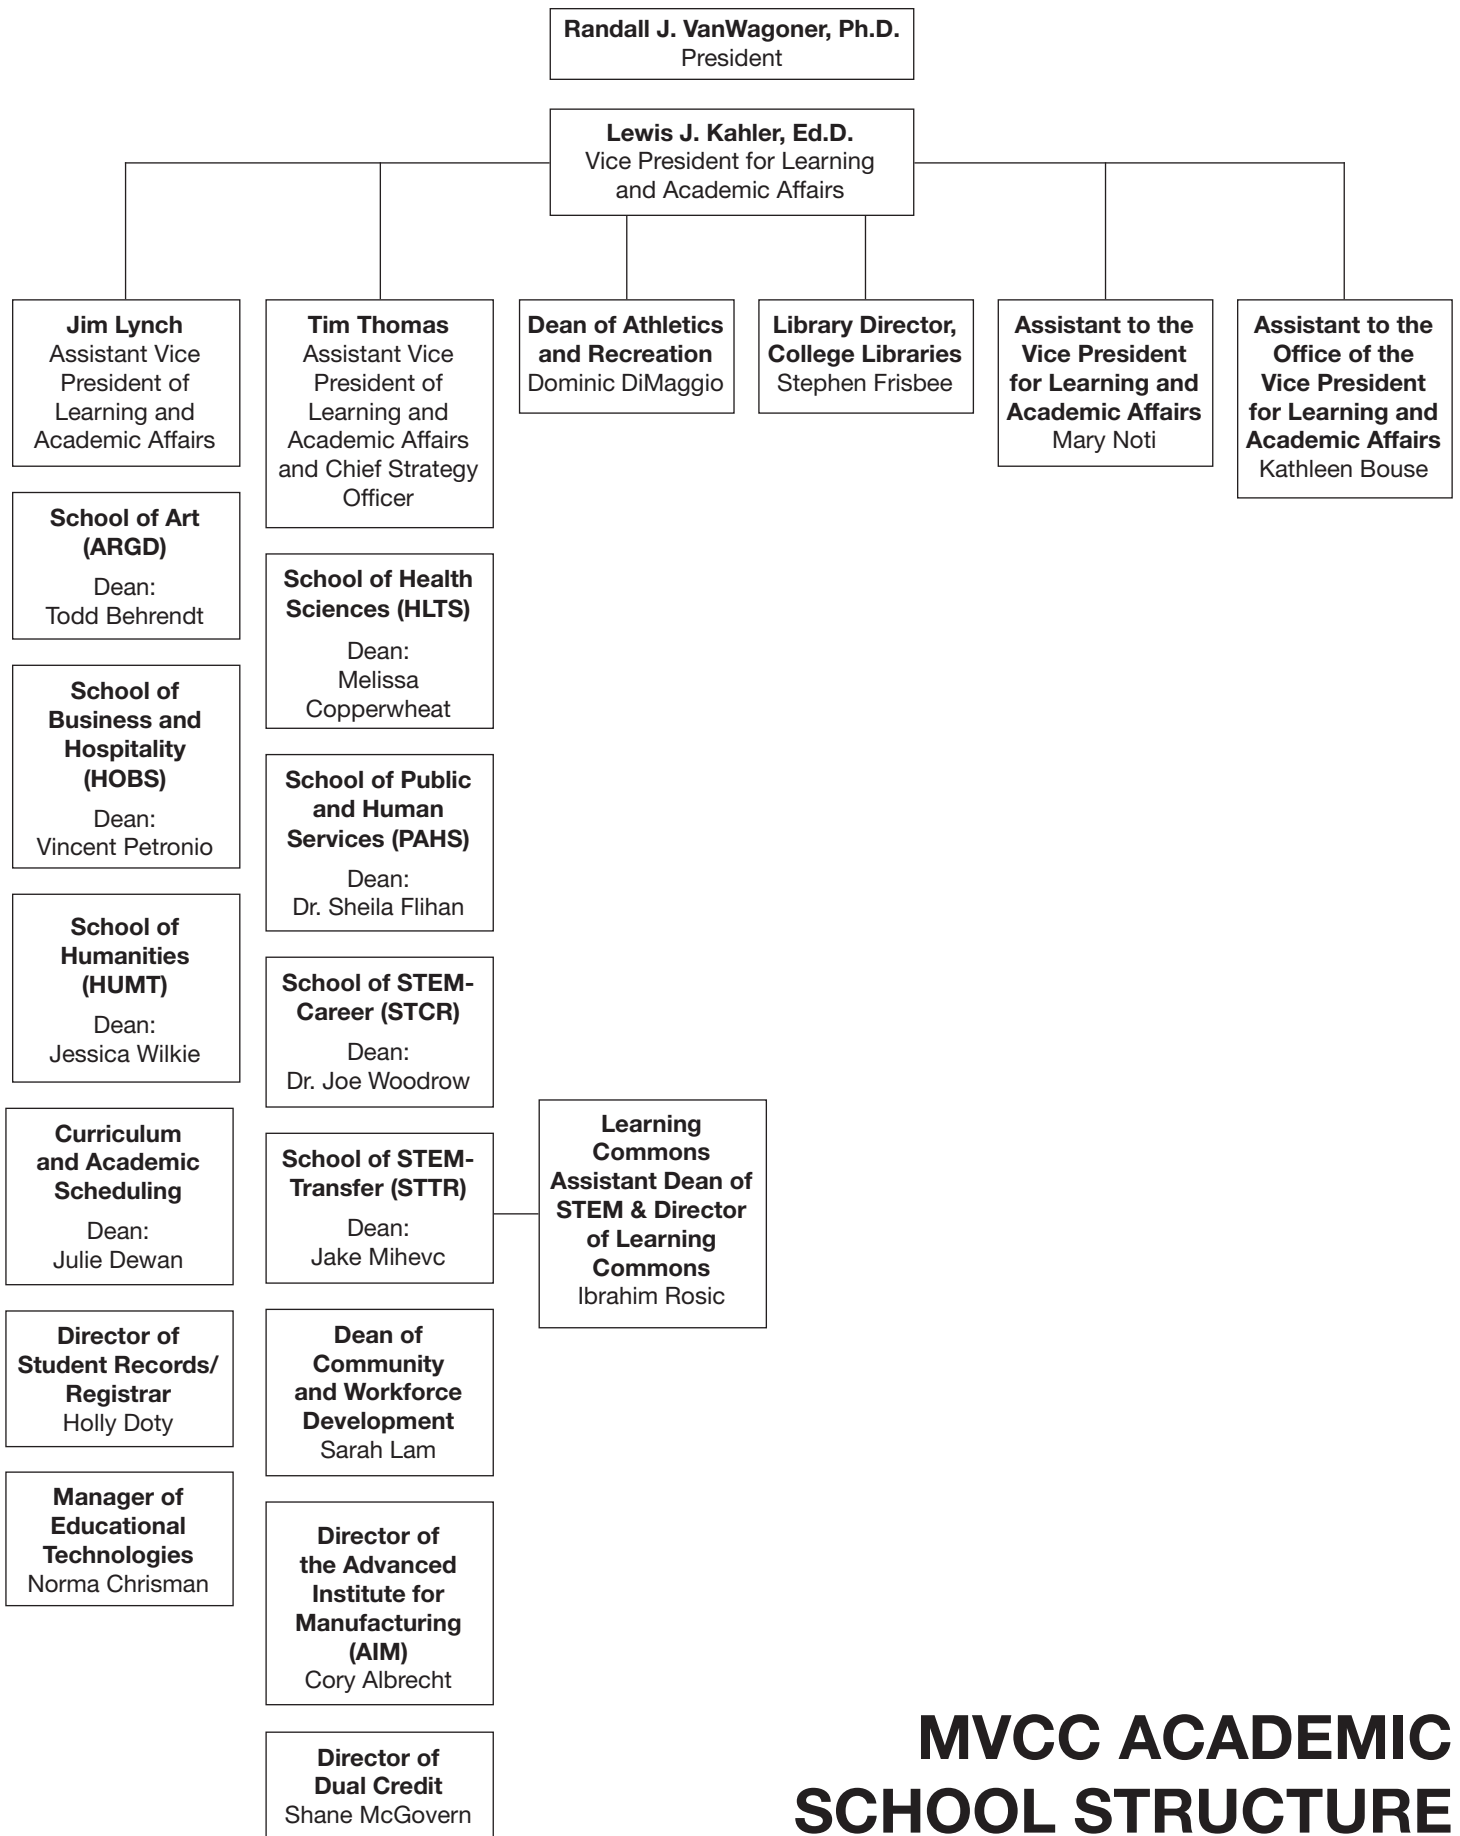 Randall J. VanWagoner, Ph.D.
President
Lewis J. Kahler, Ed.D.
Vice President for Learning
and Academic Affairs
Jim Lynch
Assistant Vice
President of
Learning and
Academic Affairs
Tim Thomas
Assistant Vice
President of
Learning and
Academic Affairs
and Chief Strategy
Officer
Dean of Athletics
and Recreation
Dominic DiMaggio
Library Director,
College Libraries
Stephen Frisbee
Assistant to the
Vice President
for Learning and
Academic Affairs
Mary Noti
Assistant to the
Office of the
Vice President
for Learning and
Academic Affairs
Kathleen Bouse
School of Art
(ARGD)
Dean:
Todd Behrendt
School of
Business and
Hospitality
(HOBS)
Dean:
Vincent Petronio
School of
Humanities
(HUMT)
Dean:
Jessica Wilkie
Curriculum
and Academic
Scheduling
Dean:
Julie Dewan
Director of
Student Records/
Registrar
Holly Doty
Manager of
Educational
Technologies
Norma Chrisman
School of Health
Sciences (HLTS)
Dean:
Melissa
Copperwheat
School of Public
and Human
Services (PAHS)
Dean:
Dr. Sheila Flihan
School of STEM-
Career (STCR)
Dean:
Dr. Joe Woodrow
School of STEM-
Transfer (STTR)
Dean:
Jake Mihevc
Learning
Commons
Assistant Dean of
STEM & Director
of Learning
Commons
Ibrahim Rosic
Dean of
Community
and Workforce
Development
Sarah Lam
Director of
the Advanced
Institute for
Manufacturing
(AIM)
Cory Albrecht
Director of
Dual Credit
Shane McGovern
MVCC ACADEMIC
SCHOOL STRUCTURE